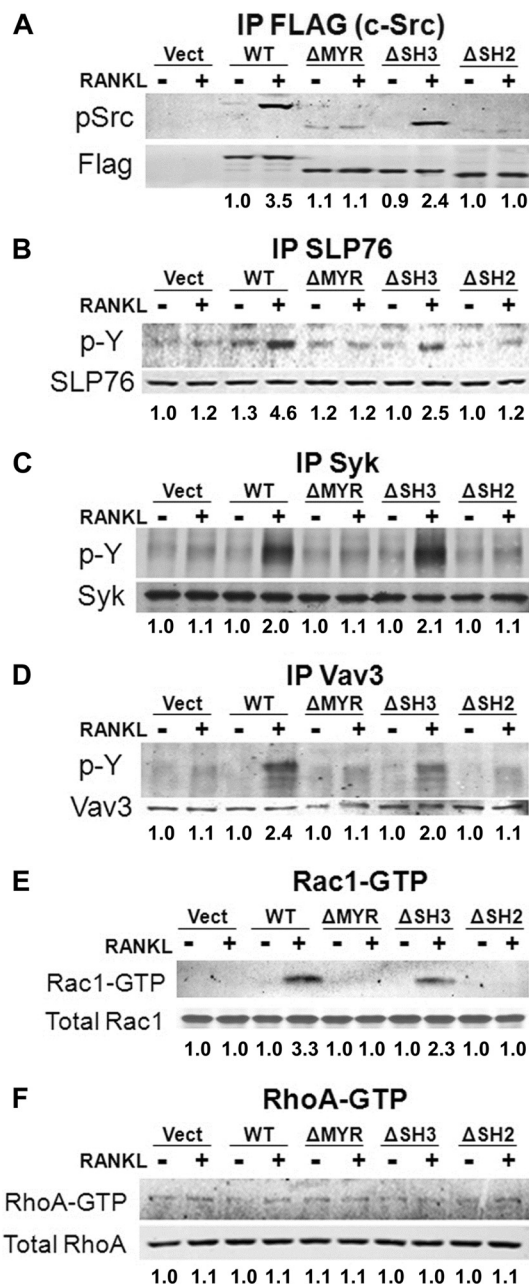 A IP FLAG (c-Src)
Vect WT ΔMYR ΔSH3 ΔSH2
RANKL - + - + - + - + - +
pSrc
Flag
1.0 3.5 1.1 1.1 0.9 2.4 1.0 1.0
B IP SLP76
Vect WT ΔMYR ΔSH3 ΔSH2
RANKL - + - + - + - + - +
p-Y
SLP76
1.0 1.2 1.3 4.6 1.2 1.2 1.0 2.5 1.0 1.2
C IP Syk
Vect WT ΔMYR ΔSH3 ΔSH2
RANKL - + - + - + - + - +
p-Y
Syk
1.0 1.1 1.0 2.0 1.0 1.1 1.0 2.1 1.0 1.1
D IP Vav3
Vect WT ΔMYR ΔSH3 ΔSH2
RANKL - + - + - + - + - +
p-Y
Vav3
1.0 1.1 1.0 2.4 1.0 1.1 1.0 2.0 1.0 1.1
E Rac1-GTP
Vect WT ΔMYR ΔSH3 ΔSH2
RANKL - + - + - + - + - +
Rac1-GTP
Total Rac1
1.0 1.0 1.0 3.3 1.0 1.0 1.0 2.3 1.0 1.0
F RhoA-GTP
Vect WT ΔMYR ΔSH3 ΔSH2
RANKL - + - + - + - + - +
RhoA-GTP
Total RhoA
1.0 1.1 1.0 1.1 1.1 1.1 1.0 1.0 1.0 1.1